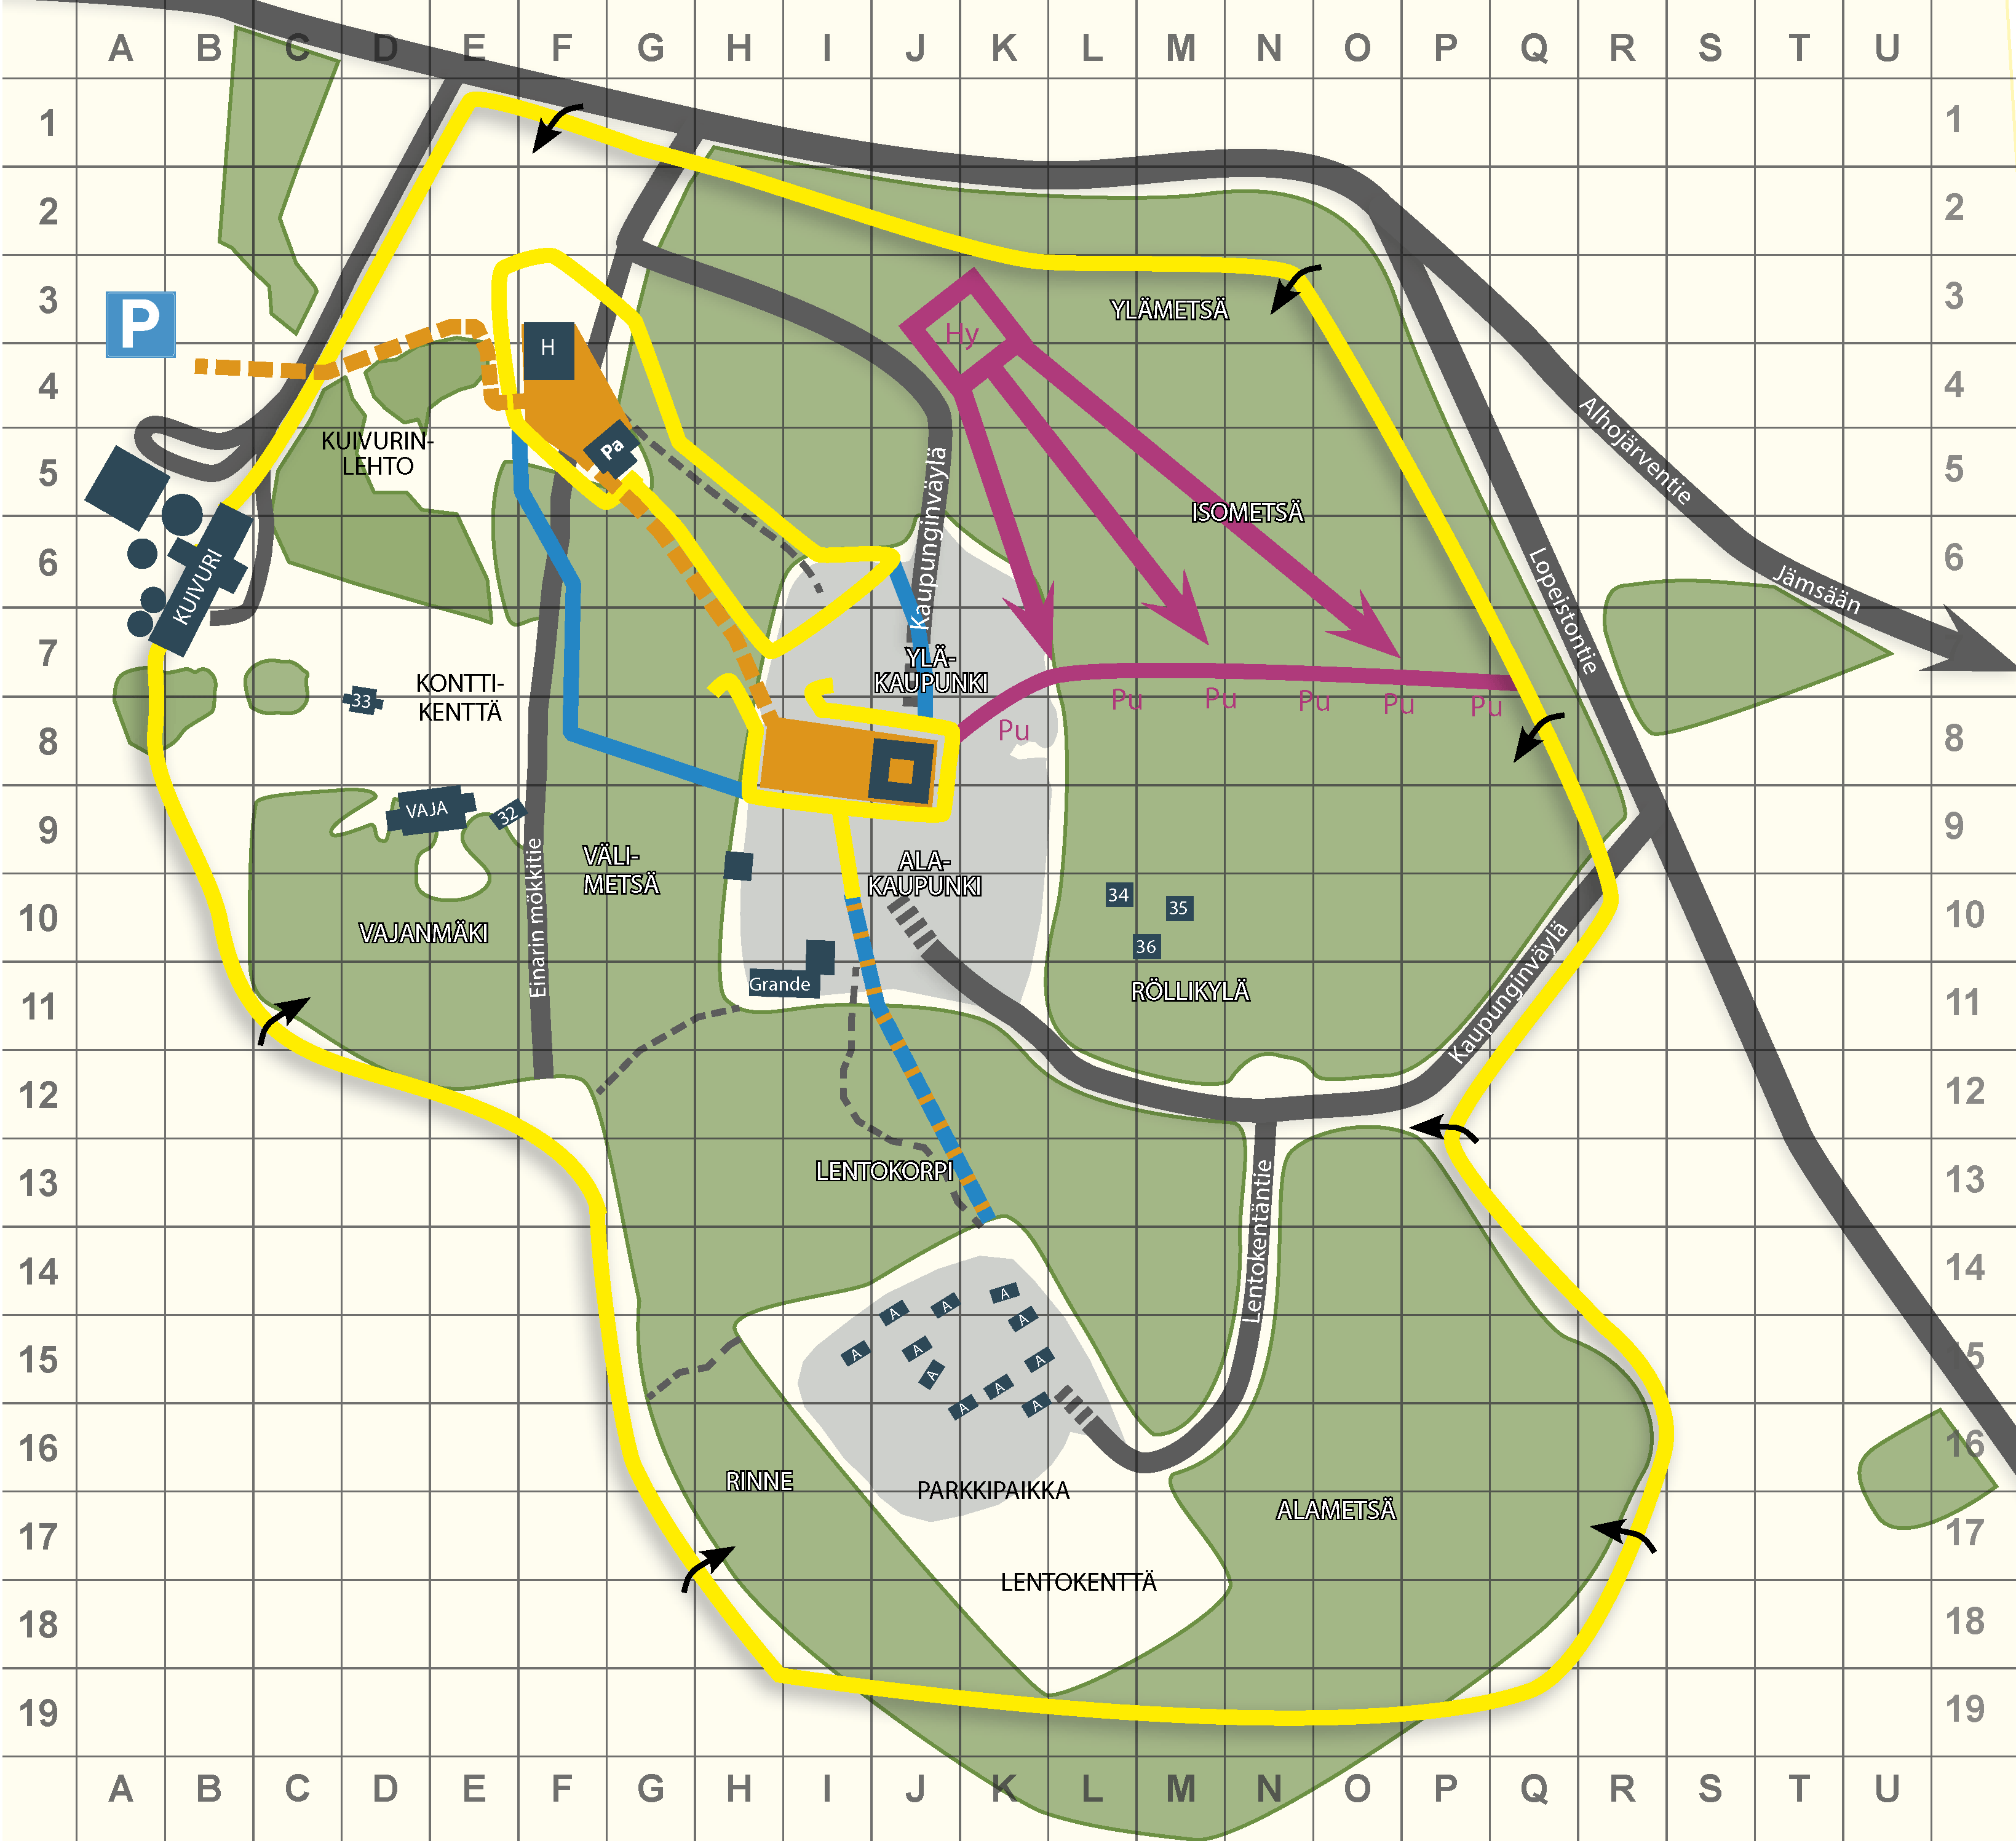 A B C D E F G H I J K L M N O P Q R S T U
1 1
2 2
3 3
P
YLÄMETSÄ
Hy
H
4 4
Alhojärventie
KUIVURIN-
LEHTO
Pa
5 5
Kaupunginväylä
ISOMETSÄ
6 6
KUIVURI
Lopeistontie
Jämsään
7 7
YLÄ-
KAUPUNKI
33
KONTTI-
KENTTÄ
Pu Pu Pu Pu Pu
Pu
8 8
VAJA
32
9 9
Einarin mökkitie
VÄLI-
METSÄ
ALA-
KAUPUNKI
34
35
36
10 10
VAJANMÄKI
Grande
RÖLLIKYLÄ
Kaupunginväylä
11 11
12 12
LENTOKORPI
13 13
Lentokentäntie
14 14
A A A
A
A A A
A
15 15
A
A A
16 16
RINNE
PARKKIPAIKKA
ALAMETSÄ
17 17
LENTOKENTTÄ
18 18
19 19
A B C D E F G H I J K L M N O P Q R S T U